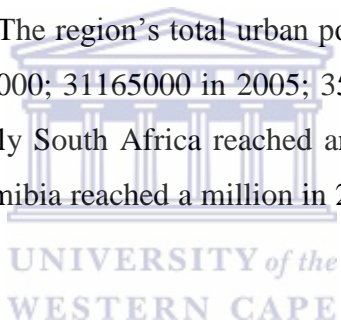 The region’s total urban po
000; 31165000 in 2005; 35
ly South Africa reached an
mibia reached a million in 2
UNIVERSITY of the
WESTERN CAPE